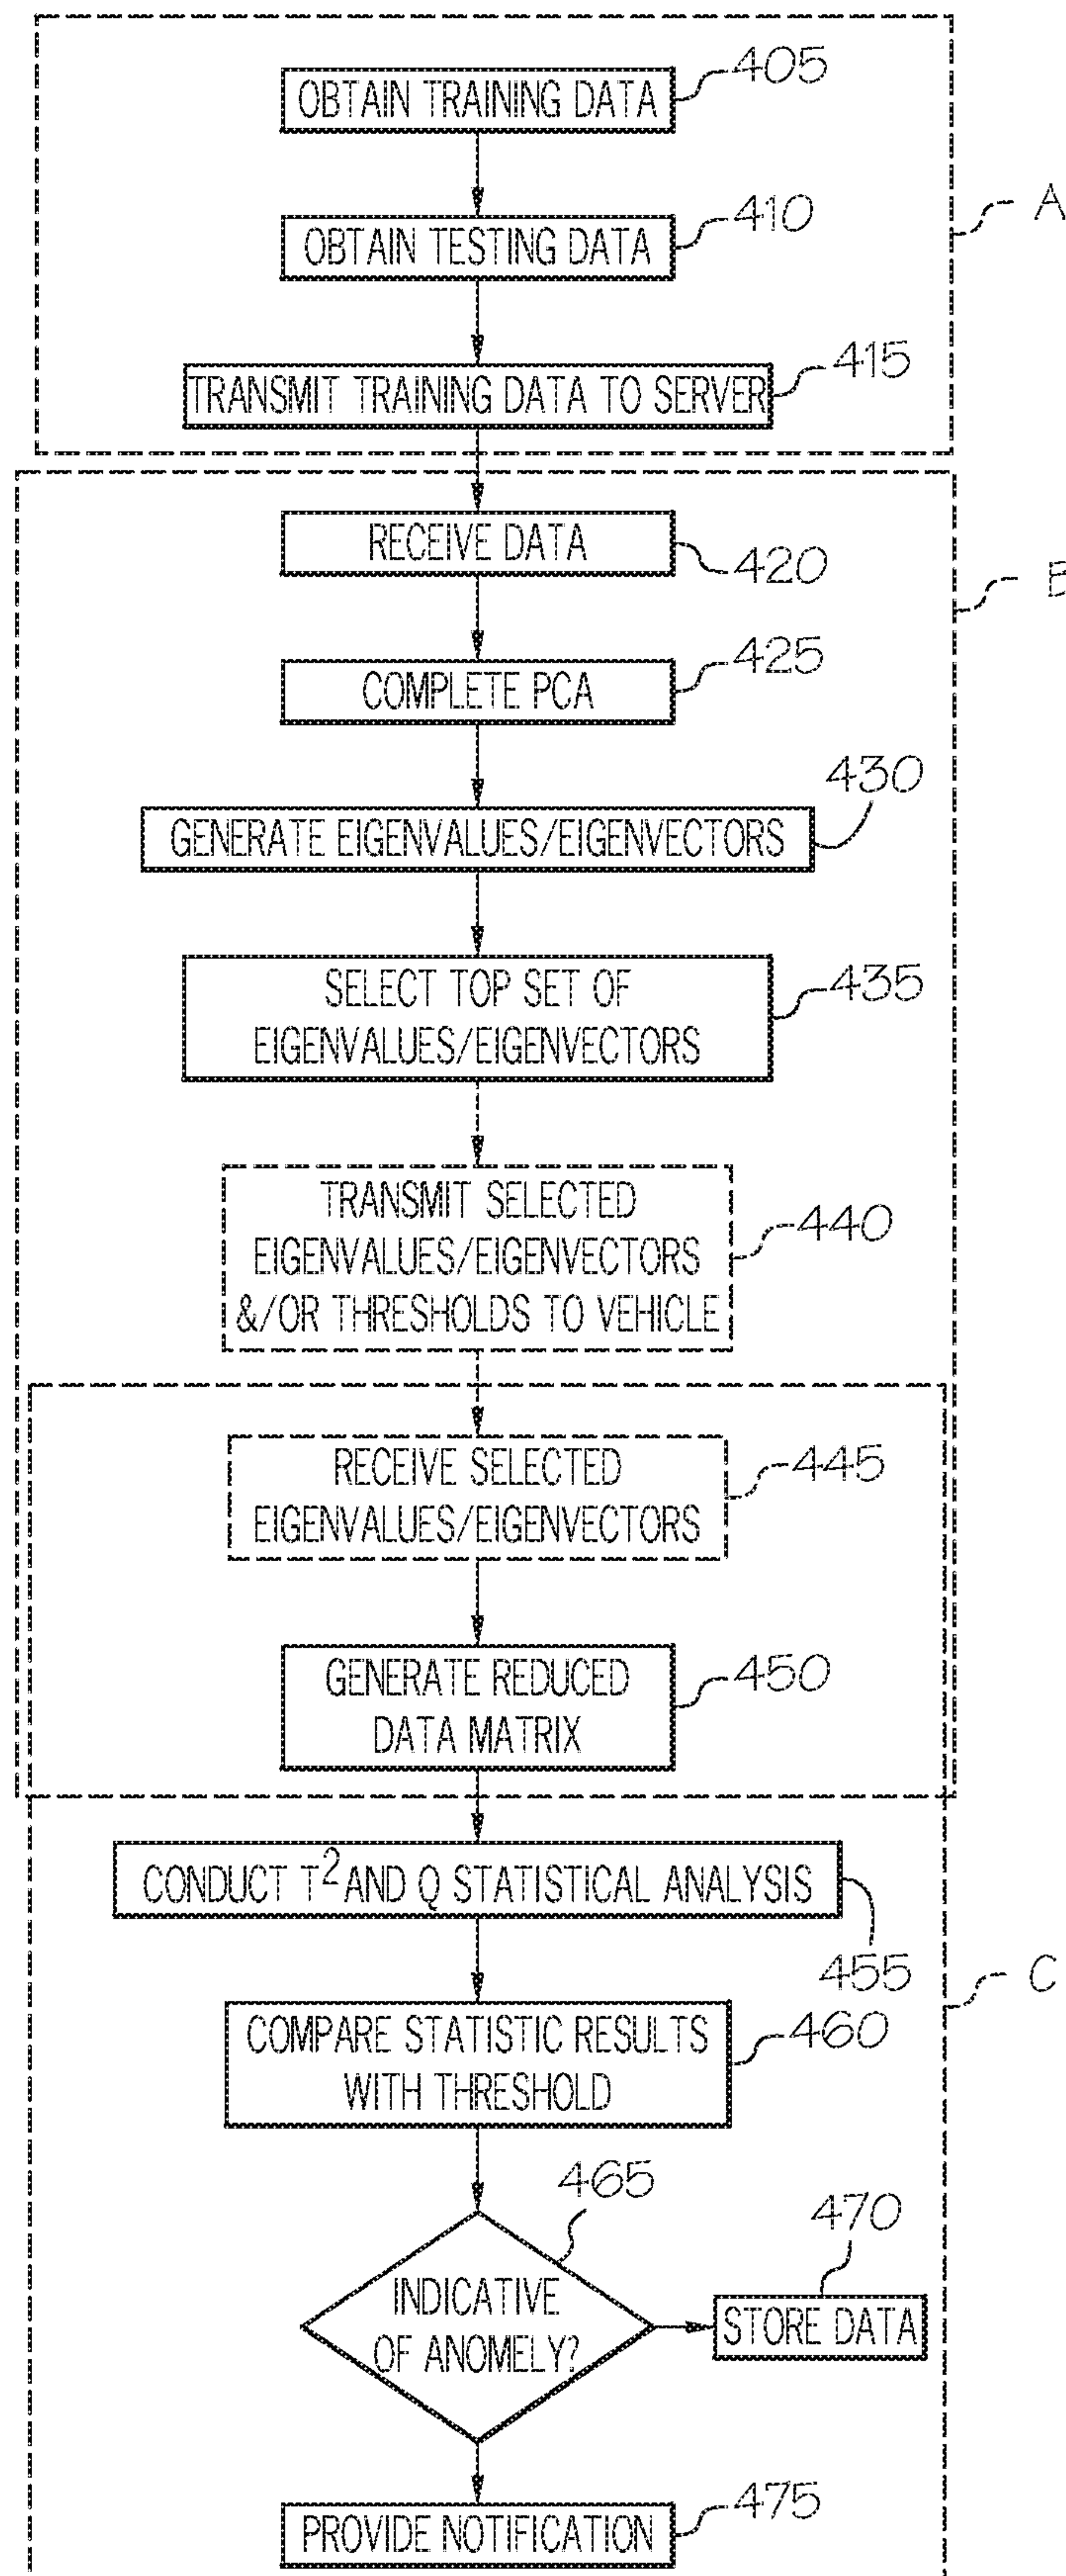 OBTAIN TRAINING DATA
405
OBTAIN TESTING DATA
410
A
TRANSMIT TRAINING DATA TO SERVER
415
RECEIVE DATA
420
B
COMPLETE PCA
425
430
GENERATE EIGENVALUES/EIGENVECTORS
SELECT TOP SET OF
EIGENVALUES/EIGENVECTORS
435
TRANSMIT SELECTED
EIGENVALUES/EIGENVECTORS
&/OR THRESHOLDS TO VEHICLE
440
RECEIVE SELECTED
EIGENVALUES/EIGENVECTORS
445
GENERATE REDUCED
DATA MATRIX
450
CONDUCT T² AND Q STATISTICAL ANALYSIS
455
C
COMPARE STATISTIC RESULTS
WITH THRESHOLD
460
465
INDICATIVE
OF ANOMELY?
470
STORE DATA
PROVIDE NOTIFICATION
475